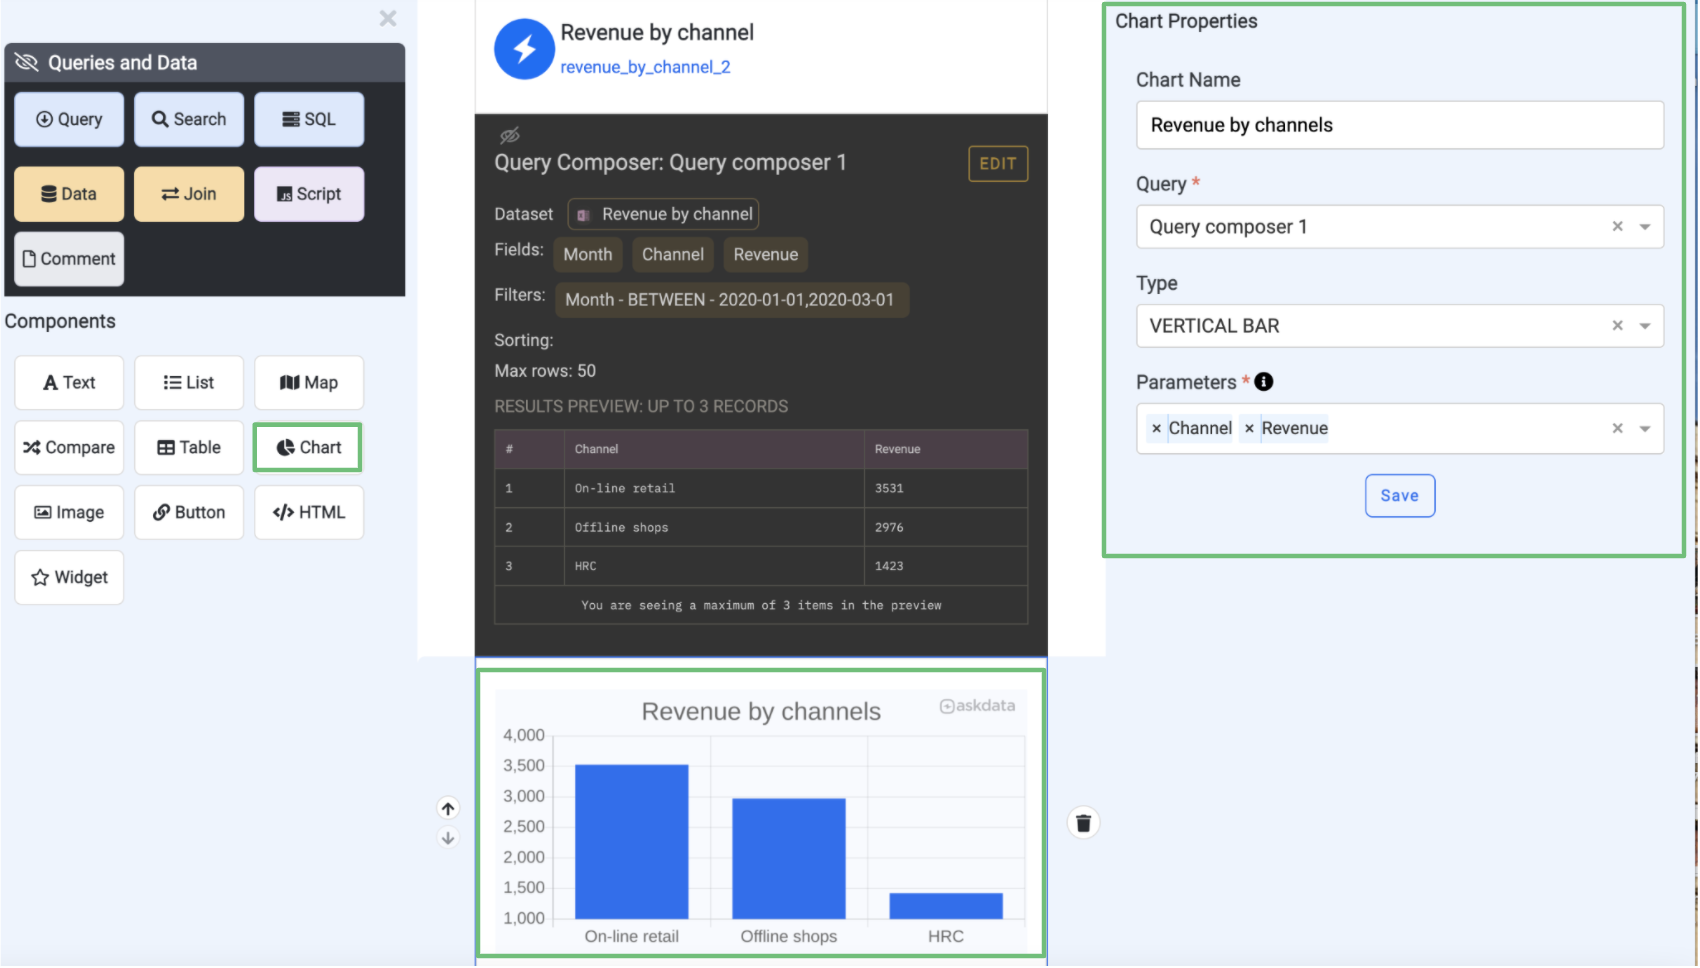 Queries and Data
Query
Search
SQL
Data
Join
JS Script
Comment
Components
A Text
List
Map
Compare
Table
Chart
Image
Button
</> HTML
Widget
Revenue by channel
revenue_by_channel_2
Query Composer: Query composer 1
EDIT
Dataset Revenue by channel
Fields: Month Channel Revenue
Filters: Month - BETWEEN - 2020-01-01,2020-03-01
Sorting:
Max rows: 50
RESULTS PREVIEW: UP TO 3 RECORDS
# Channel Revenue
1 On-line retail 3531
2 Offline shops 2976
3 HRC 1423
You are seeing a maximum of 3 items in the preview
Revenue by channels
askdata
4,000
3,500
3,000
2,500
2,000
1,500
1,000
On-line retail Offline shops HRC
Chart Properties
Chart Name
Revenue by channels
Query *
Query composer 1
Type
VERTICAL BAR
Parameters *
× Channel × Revenue
Save